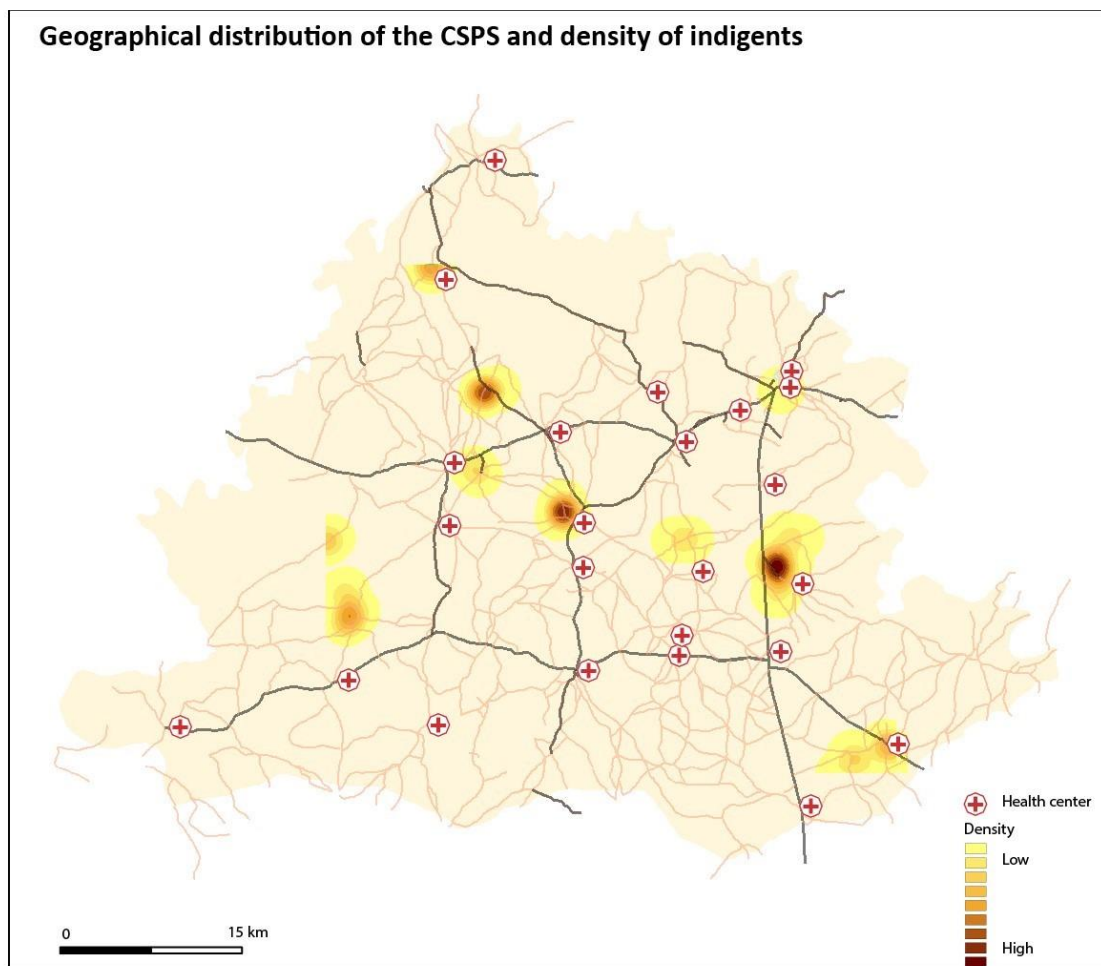 Geographical distribution of the CSPS and density of indigents
Health center
Density
Low
High
0 15 km